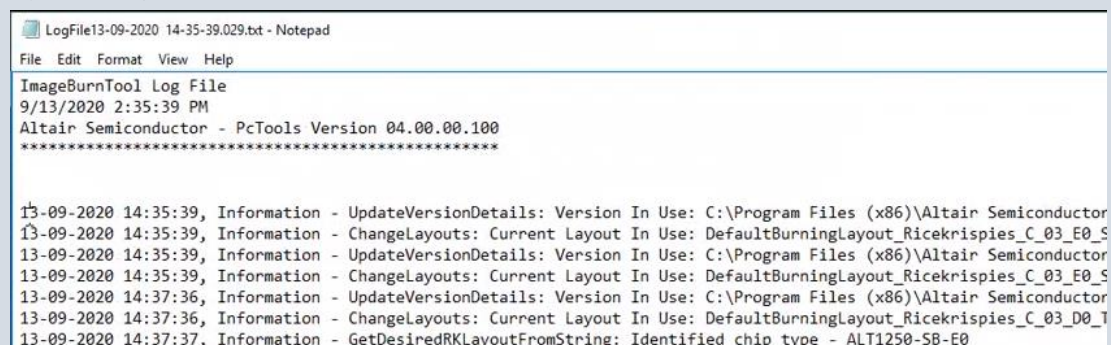 LogFile13-09-2020 14-35-39.029.txt - Notepad
File Edit Format View Help
ImageBurnTool Log File
9/13/2020 2:35:39 PM
Altair Semiconductor - PcTools Version 04.00.00.100
***************************************************
13-09-2020 14:35:39, Information - UpdateVersionDetails: Version In Use: C:\Program Files (x86)\Altair Semiconductor
13-09-2020 14:35:39, Information - ChangeLayouts: Current Layout In Use: DefaultBurningLayout_Ricekrispies_C_03_E0_S
13-09-2020 14:35:39, Information - UpdateVersionDetails: Version In Use: C:\Program Files (x86)\Altair Semiconductor
13-09-2020 14:35:39, Information - ChangeLayouts: Current Layout In Use: DefaultBurningLayout_Ricekrispies_C_03_E0_S
13-09-2020 14:37:36, Information - UpdateVersionDetails: Version In Use: C:\Program Files (x86)\Altair Semiconductor
13-09-2020 14:37:36, Information - ChangeLayouts: Current Layout In Use: DefaultBurningLayout_Ricekrispies_C_03_D0_T
13-09-2020 14:37:37, Information - GetDesiredRKLayoutFromString: Identified chip type - ALT1250-SB-E0